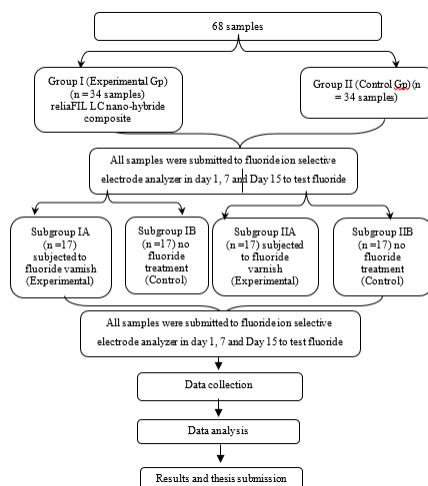 68 samples
Group I (Experimental Gp)
(n = 34 samples)
reliaFIL LC nano-hybride
composite
Group II (Control Gp)(n
= 34 samples)
All samples were submitted to fluoride ion selective
electrode analyzer in day 1, 7 and Day 15 to test fluoride
Subgroup IA
(n =17)
subjected to
fluoride varnish
(Experimental)
Subgroup IB
(n =17) no
fluoride
treatment
(Control)
Subgroup IIA
(n =17) subjected
to fluoride
varnish
(Experimental)
Subgroup IIB
(n =17) no
fluoride
treatment
(Control)
All samples were submitted to fluoride ion selective
electrode analyzer in day 1, 7 and Day 15 to test fluoride
Data collection
Data analysis
Results and thesis submission